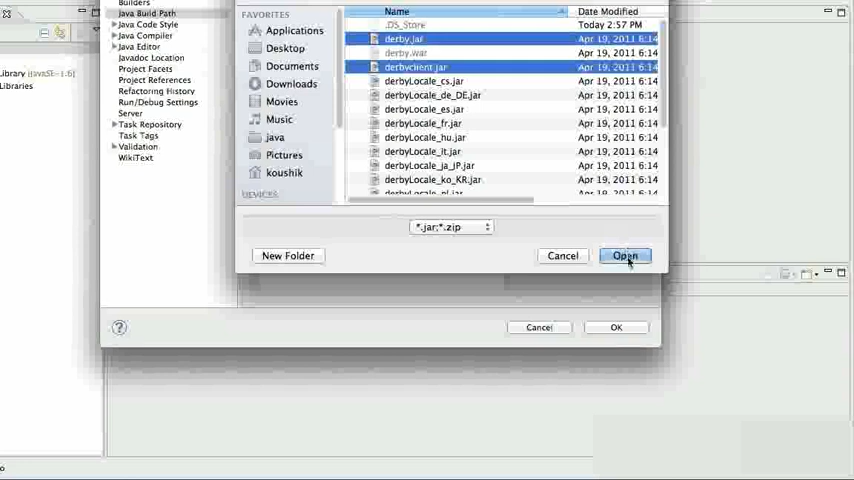 Builders
Java Build Path
Java Code Style
Java Compiler
Java Editor
Javadoc Location
Project Facets
Project References
Refactoring History
Run/Debug Settings
Server
Task Repository
Task Tags
Validation
WikiText
Library (JavaSE-1.6)
Libraries
FAVORITES
Applications
Desktop
Documents
Downloads
Movies
Music
java
Pictures
koushik
DEVICES
Name Date Modified
.DS_Store Today 2:57 PM
derby.jar Apr 19, 2011 6:14
derby.war Apr 19, 2011 6:14
derbyclient.jar Apr 19, 2011 6:14
derbyLocale_cs.jar Apr 19, 2011 6:14
derbyLocale_de_DE.jar Apr 19, 2011 6:14
derbyLocale_es.jar Apr 19, 2011 6:14
derbyLocale_fr.jar Apr 19, 2011 6:14
derbyLocale_hu.jar Apr 19, 2011 6:14
derbyLocale_it.jar Apr 19, 2011 6:14
derbyLocale_ja_JP.jar Apr 19, 2011 6:14
derbyLocale_ko_KR.jar Apr 19, 2011 6:14
derbyLocale_pl.jar Apr 19, 2011 6:14
*.jar;*.zip
New Folder Cancel Open
? Cancel OK